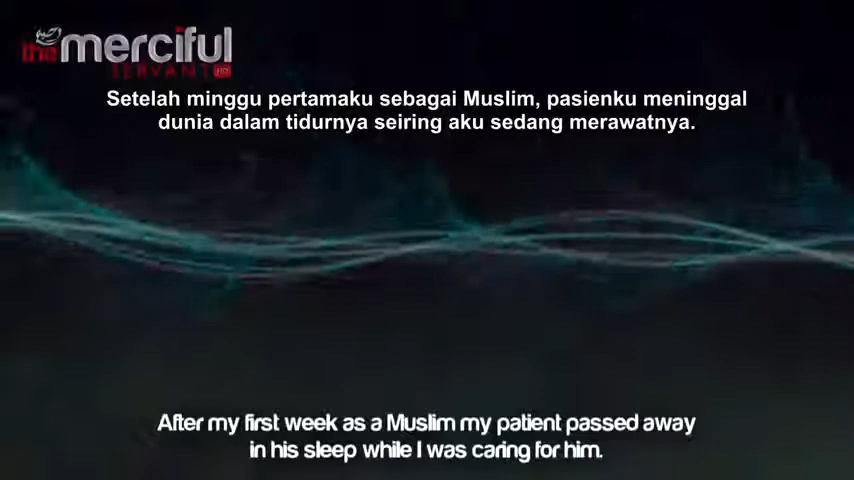 the merciful
SERVANT HD
Setelah minggu pertamaku sebagai Muslim, pasienku meninggal
dunia dalam tidurnya seiring aku sedang merawatnya.
After my first week as a Muslim my patient passed away
in his sleep while I was caring for him.